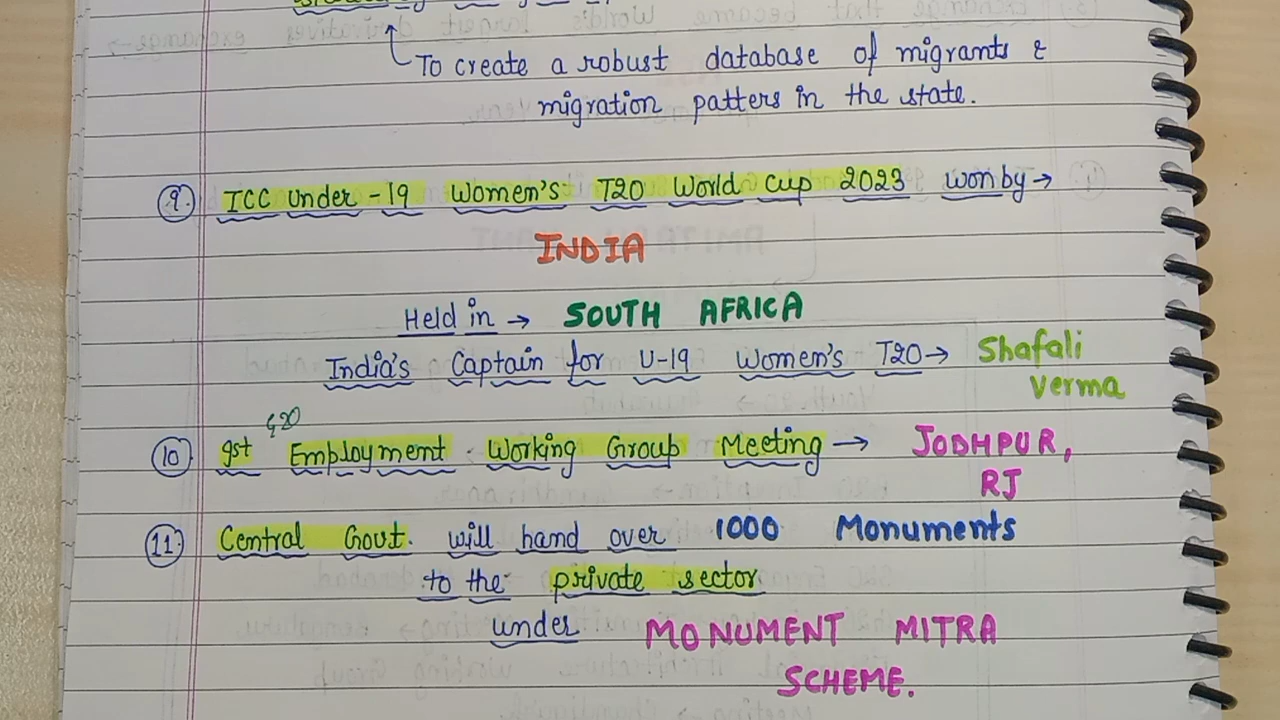 To create a robust database of migrants &
migration patters in the state.
9. ICC Under -19 Women's T20 World Cup 2023 won by →
INDIA
Held in → SOUTH AFRICA
India's Captain for U-19 Women's T20 → Shafali
Verma
G20
10 1st Employment Working Group Meeting → JODHPUR,
RJ
11. Central Govt. will hand over 1000 Monuments
to the private sector
under MONUMENT MITRA
SCHEME.